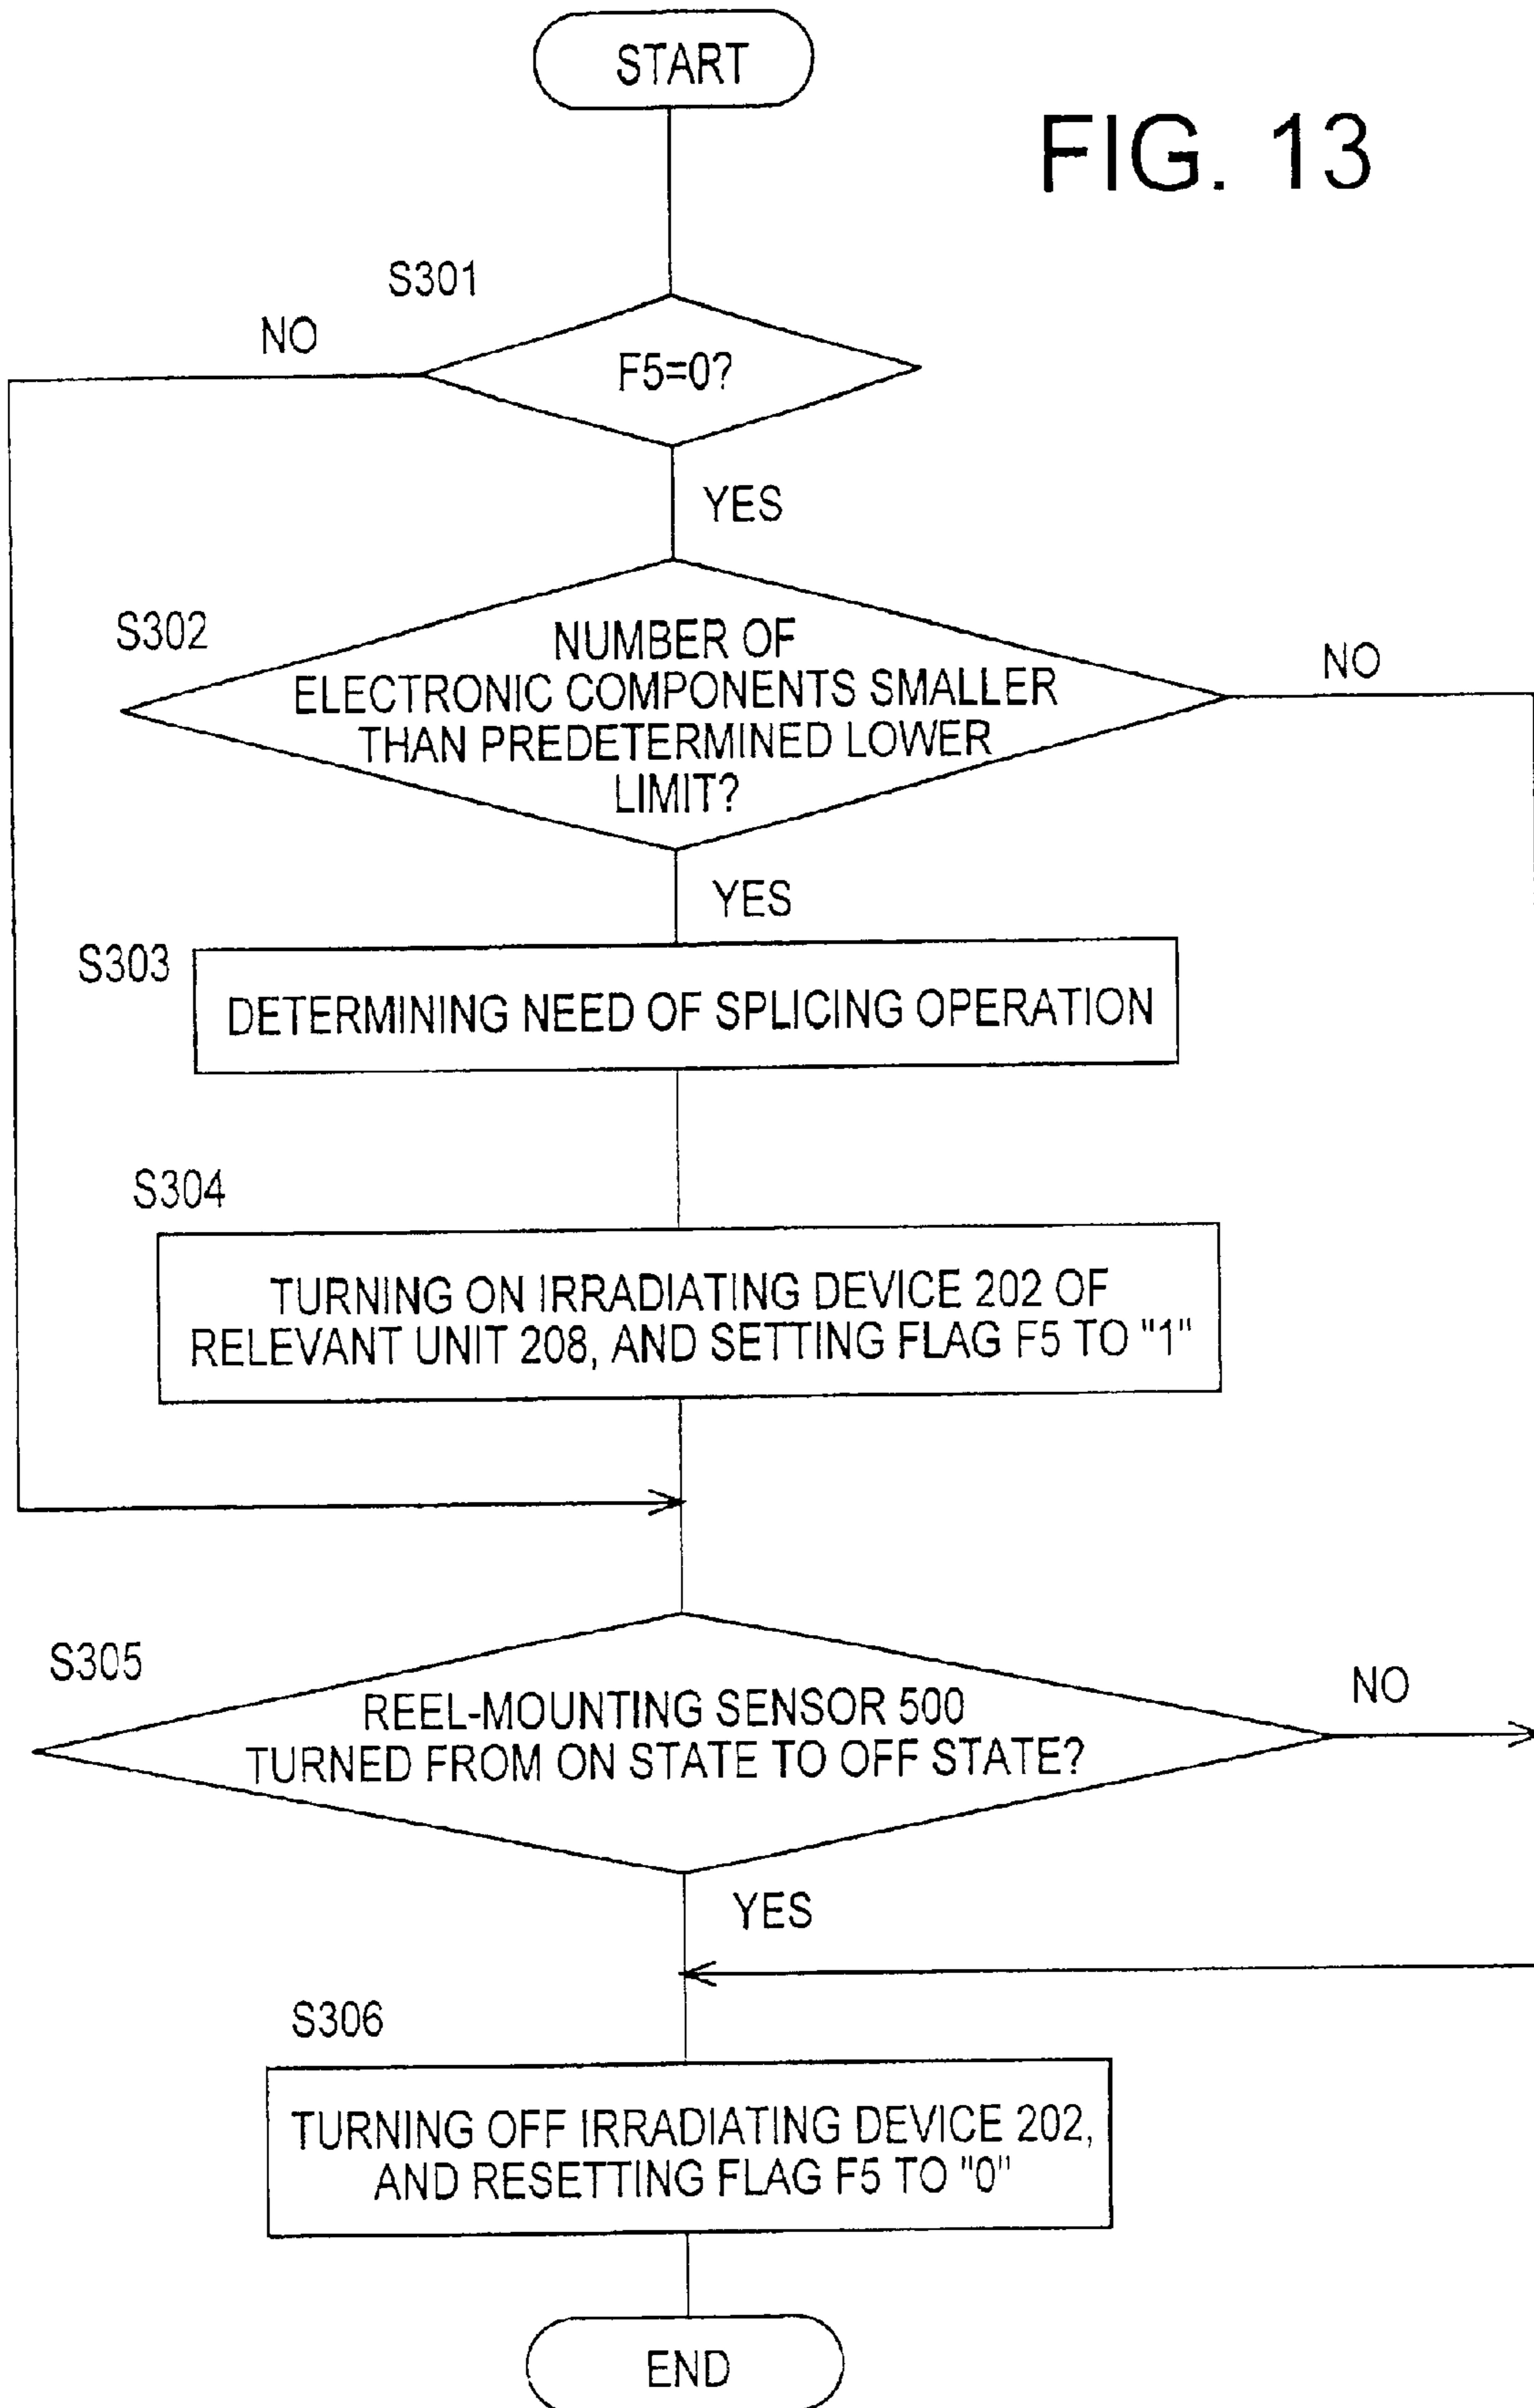 START
FIG. 13
S301
NO
F5=0?
YES
S302
NUMBER OF
ELECTRONIC COMPONENTS SMALLER
THAN PREDETERMINED LOWER
LIMIT?
NO
YES
S303
DETERMINING NEED OF SPLICING OPERATION
S304
TURNING ON IRRADIATING DEVICE 202 OF
RELEVANT UNIT 208, AND SETTING FLAG F5 TO "1"
S305
REEL-MOUNTING SENSOR 500
TURNED FROM ON STATE TO OFF STATE?
NO
YES
S306
TURNING OFF IRRADIATING DEVICE 202,
AND RESETTING FLAG F5 TO "0"
END